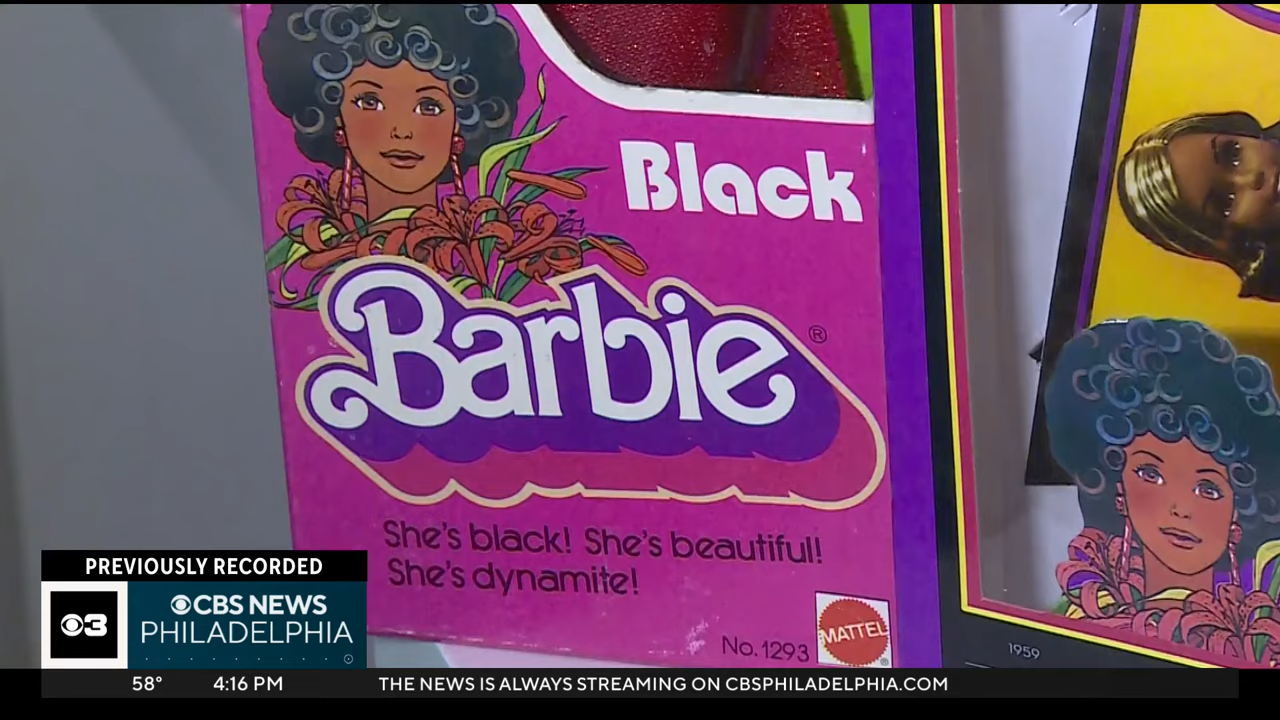 Black
Barbie
®
She's black! She's beautiful!
She's dynamite!
No. 1293
MATTEL
®
1959
PREVIOUSLY RECORDED
3
CBS NEWS
PHILADELPHIA
58° 4:16 PM THE NEWS IS ALWAYS STREAMING ON CBSPHILADELPHIA.COM